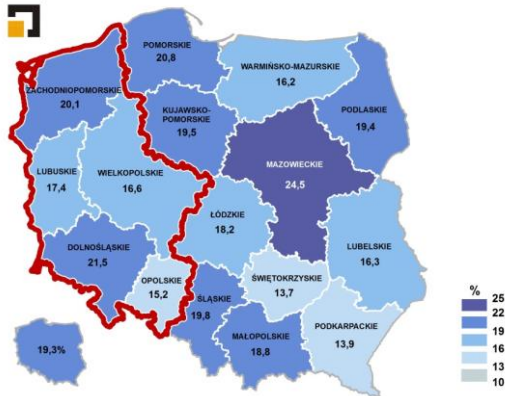 POMORSKIE
20,8
WARMIŃSKO-MAZURSKIE
16,2
ZACHODNIOPOMORSKIE
20,1
KUJAWSKO-
POMORSKIE
19,5
PODLASKIE
19,4
MAZOWIECKIE
24,5
LUBUSKIE
17,4
WIELKOPOLSKIE
16,6
ŁÓDZKIE
18,2
LUBELSKIE
16,3
DOLNOŚLĄSKIE
21,5
OPOLSKIE
15,2
ŚLĄSKIE
19,8
ŚWIĘTOKRZYSKIE
13,7
MAŁOPOLSKIE
18,8
PODKARPACKIE
13,9
19,3%
%
25
22
19
16
13
10